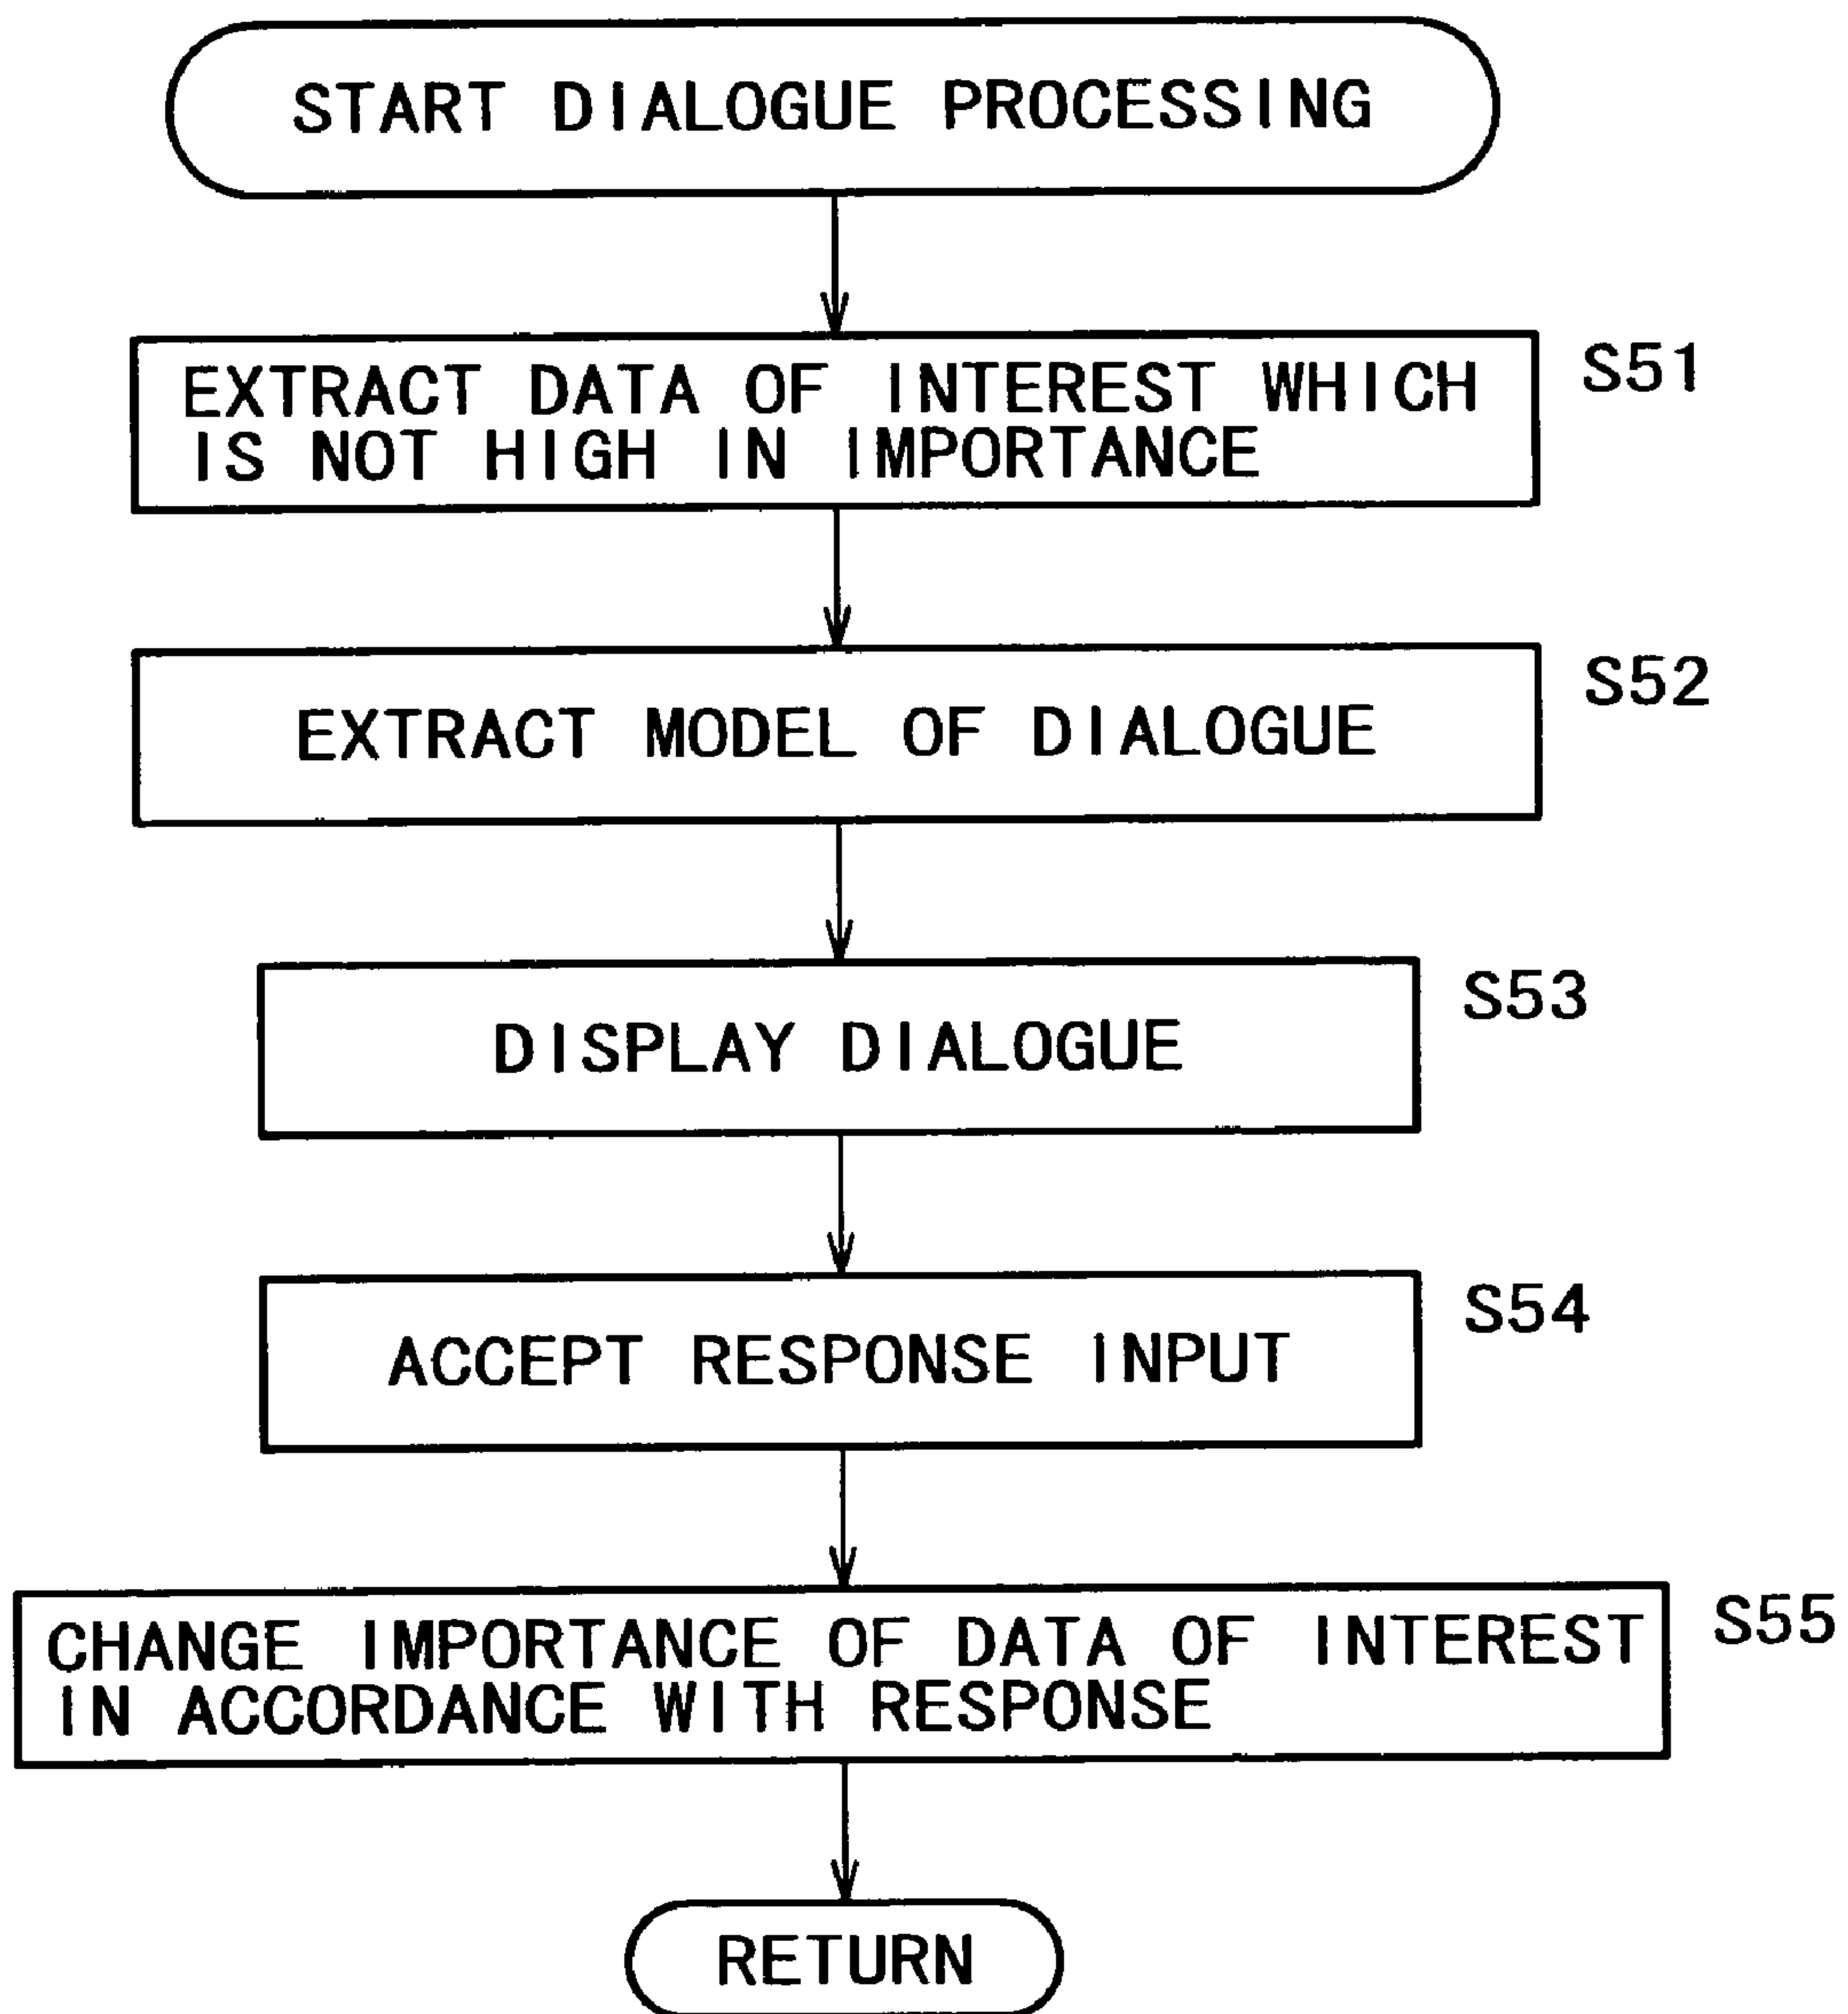 START DIALOGUE PROCESSING
EXTRACT DATA OF INTEREST WHICH
IS NOT HIGH IN IMPORTANCE
S51
EXTRACT MODEL OF DIALOGUE
S52
DISPLAY DIALOGUE
S53
ACCEPT RESPONSE INPUT
S54
CHANGE IMPORTANCE OF DATA OF INTEREST
IN ACCORDANCE WITH RESPONSE
S55
RETURN